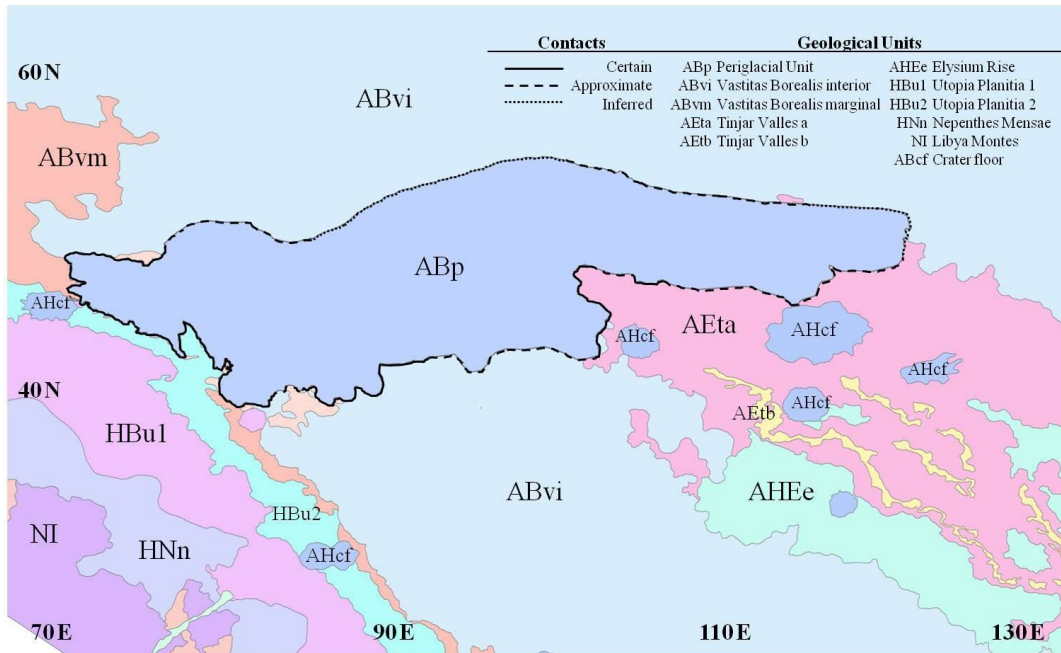 Contacts
Geological Units
60 N
Certain
Approximate
Inferred
ABp Periglacial Unit
ABvi Vastitas Borealis interior
ABvm Vastitas Borealis marginal
AEta Tinjar Valles a
AEtb Tinjar Valles b
AHEe Elysium Rise
HBu1 Utopia Planitia 1
HBu2 Utopia Planitia 2
HNn Nepenthes Mensae
NI Libya Montes
ABcf Crater floor
ABvi
ABvm
ABp
AHcf
AEta
AHcf
AHcf
AHcf
40 N
AHcf
AEtb
HBu1
ABvi
AHEe
HBu2
NI
HNn
AHcf
70 E
90 E
110 E
130 E